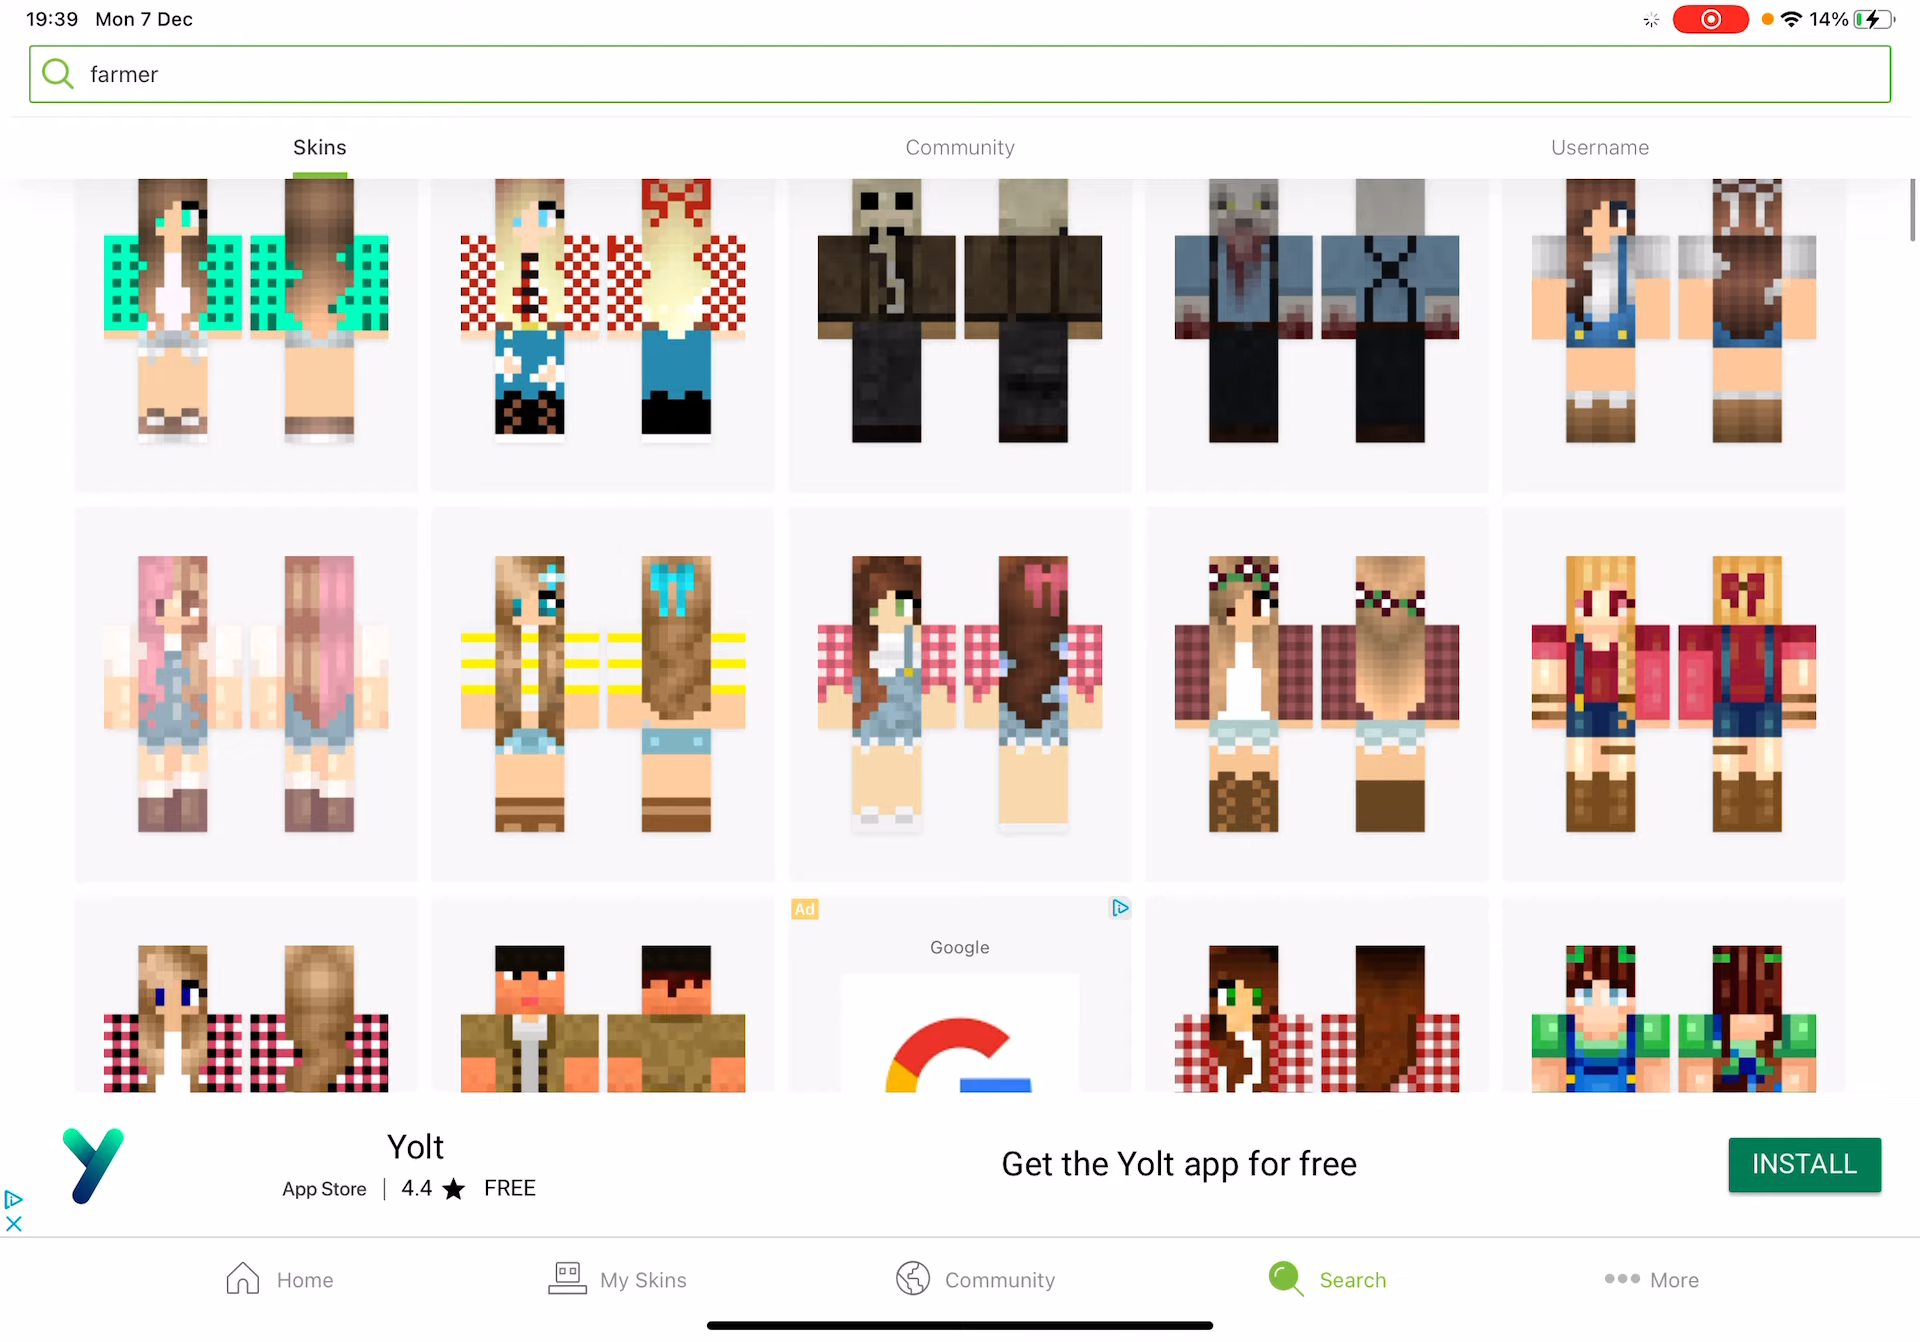 19:39 Mon 7 Dec 14%
farmer
Skins Community Username
Ad
Google
Yolt
App Store | 4.4 ★ FREE
Get the Yolt app for free
INSTALL
Home My Skins Community Search More